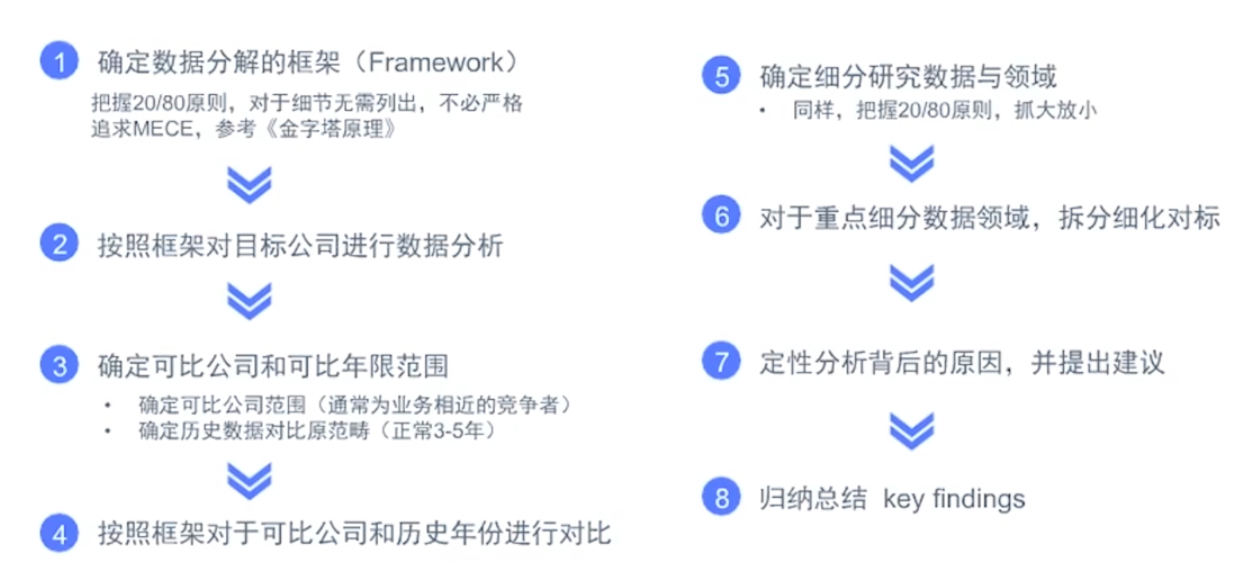 1 确定数据分解的框架（Framework）
把握20/80原则，对于细节无需列出，不必严格
追求MECE，参考《金字塔原理》
2 按照框架对目标公司进行数据分析
3 确定可比公司和可比年限范围
• 确定可比公司范围（通常为业务相近的竞争者）
• 确定历史数据对比原范畴（正常3-5年）
4 按照框架对于可比公司和历史年份进行对比
5 确定细分研究数据与领域
• 同样，把握20/80原则，抓大放小
6 对于重点细分数据领域，拆分细化对标
7 定性分析背后的原因，并提出建议
8 归纳总结 key findings